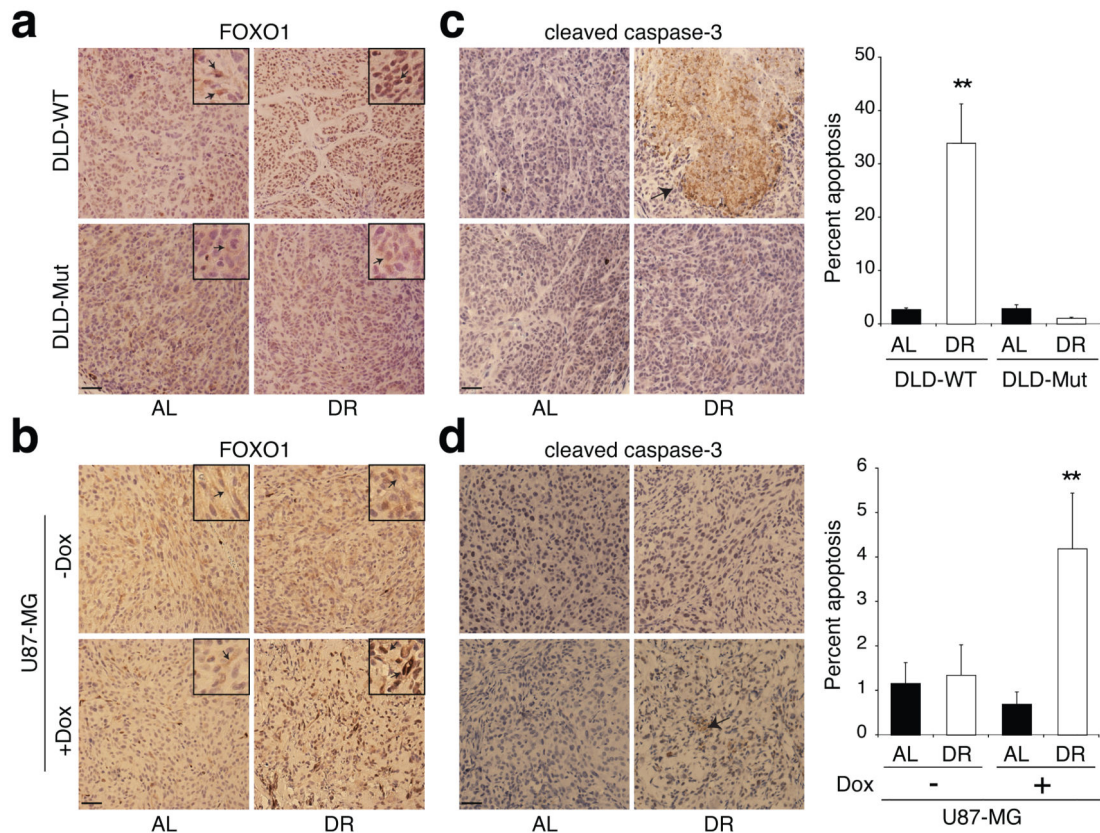 a
FOXO1
DLD-WT
DLD-Mut
AL DR
c
cleaved caspase-3
AL DR
Percent apoptosis
50
40
30
20
10
0
**
AL DR AL DR
DLD-WT DLD-Mut
b
FOXO1
U87-MG
-Dox
+Dox
AL DR
d
cleaved caspase-3
AL DR
Percent apoptosis
6
5
4
3
2
1
0
**
AL DR AL DR
Dox - +
U87-MG